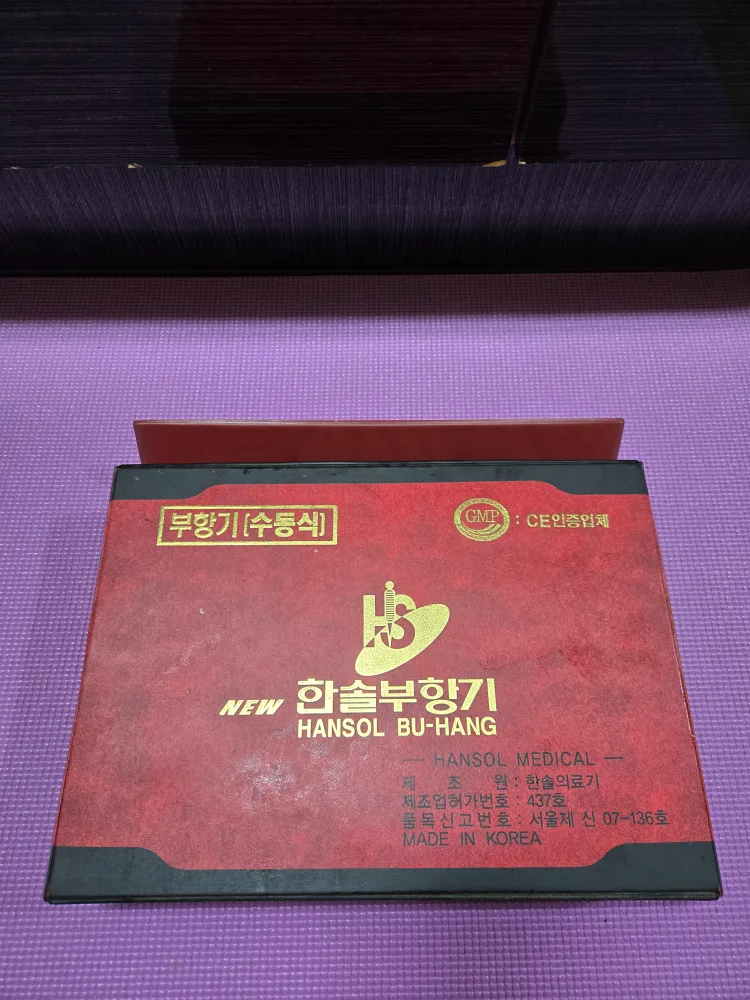 부항기(수동식)
GMP : CE인증업체
HS
NEW 한솔부항기
HANSOL BU-HANG
— HANSOL MEDICAL —
제 조 원 : 한솔의료기
제조업허가번호 : 437호
품목신고번호 : 서울제 신 07-136호
MADE IN KOREA